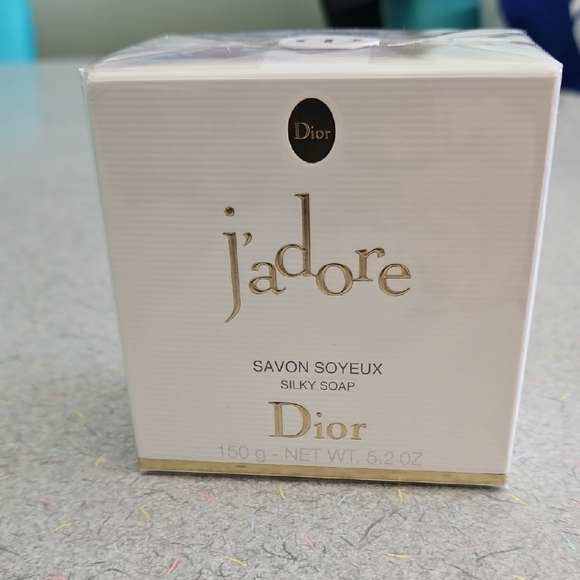 Dior
j'adore
SAVON SOYEUX
SILKY SOAP
Dior
150 g - NET WT. 5.2 OZ